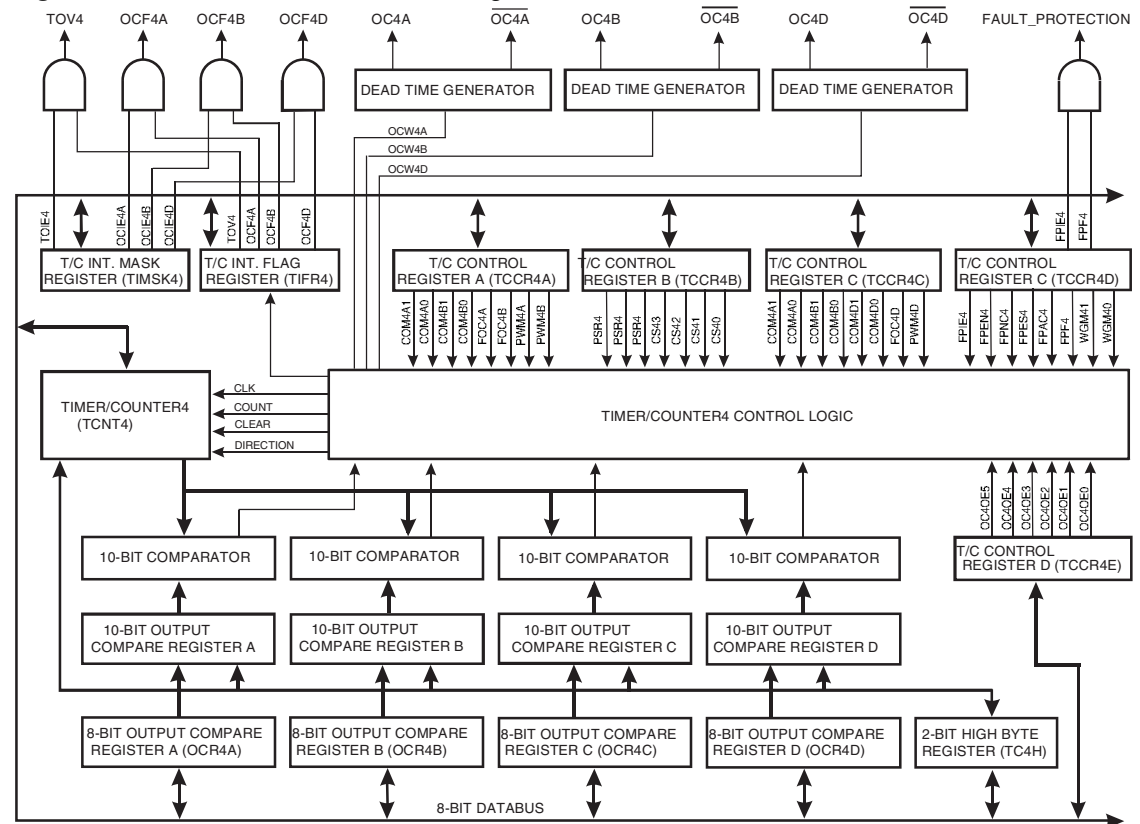 TOV4 OCF4A OCF4B OCF4D OC4A OC4A OC4B OC4B OC4D OC4D FAULT_PROTECTION
DEAD TIME GENERATOR
DEAD TIME GENERATOR
DEAD TIME GENERATOR
OCW4A
OCW4B
OCW4D
TOIE4
OCIE4A
OCIE4B
OCIE4D
TOV4
OCF4A
OCF4B
OCF4D
FPIE4
FPF4
T/C INT. MASK
REGISTER (TIMSK4)
T/C INT. FLAG
REGISTER (TIFR4)
T/C CONTROL
REGISTER A (TCCR4A)
T/C CONTROL
REGISTER B (TCCR4B)
T/C CONTROL
REGISTER C (TCCR4C)
T/C CONTROL
REGISTER C (TCCR4D)
COM4A1
COM4A0
COM4B1
COM4B0
FOC4A
FOC4B
PWM4A
PWM4B
PSR4
PSR4
PSR4
CS43
CS42
CS41
CS40
COM4A1
COM4A0
COM4B1
COM4B0
COM4D1
COM4D0
FOC4D
PWM4D
FPIE4
FPEN4
FPNC4
FPES4
FPAC4
FPF4
WGM41
WGM40
TIMER/COUNTER4
(TCNT4)
CLK
COUNT
CLEAR
DIRECTION
TIMER/COUNTER4 CONTROL LOGIC
OC4OE5
OC4OE4
OC4OE3
OC4OE2
OC4OE1
OC4OE0
10-BIT COMPARATOR
10-BIT COMPARATOR
10-BIT COMPARATOR
10-BIT COMPARATOR
T/C CONTROL
REGISTER D (TCCR4E)
10-BIT OUTPUT
COMPARE REGISTER A
10-BIT OUTPUT
COMPARE REGISTER B
10-BIT OUTPUT
COMPARE REGISTER C
10-BIT OUTPUT
COMPARE REGISTER D
8-BIT OUTPUT COMPARE
REGISTER A (OCR4A)
8-BIT OUTPUT COMPARE
REGISTER B (OCR4B)
8-BIT OUTPUT COMPARE
REGISTER C (OCR4C)
8-BIT OUTPUT COMPARE
REGISTER D (OCR4D)
2-BIT HIGH BYTE
REGISTER (TC4H)
8-BIT DATABUS